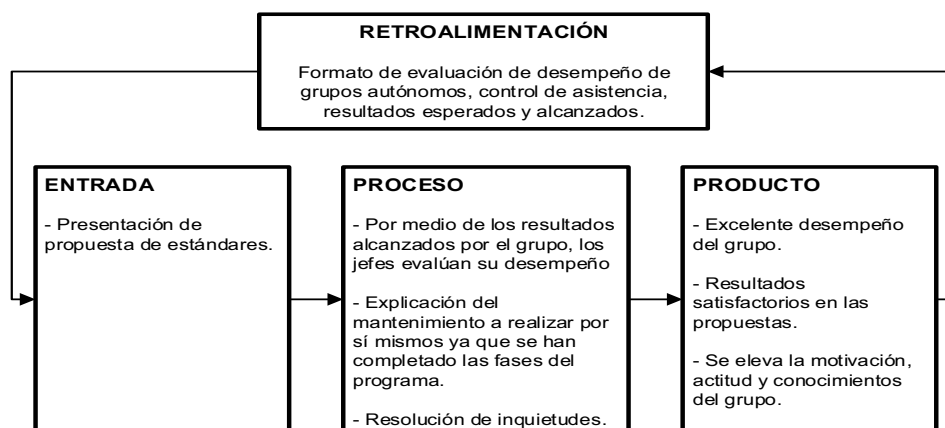 RETROALIMENTACIÓN
Formato de evaluación de desempeño de
grupos autónomos, control de asistencia,
resultados esperados y alcanzados.
ENTRADA
- Presentación de
propuesta de estándares.
PROCESO
- Por medio de los resultados
alcanzados por el grupo, los
jefes evalúan su desempeño
- Explicación del
mantenimiento a realizar por
sí mismos ya que se han
completado las fases del
programa.
- Resolución de inquietudes.
PRODUCTO
- Excelente desempeño
del grupo.
- Resultados
satisfactorios en las
propuestas.
- Se eleva la motivación,
actitud y conocimientos
del grupo.